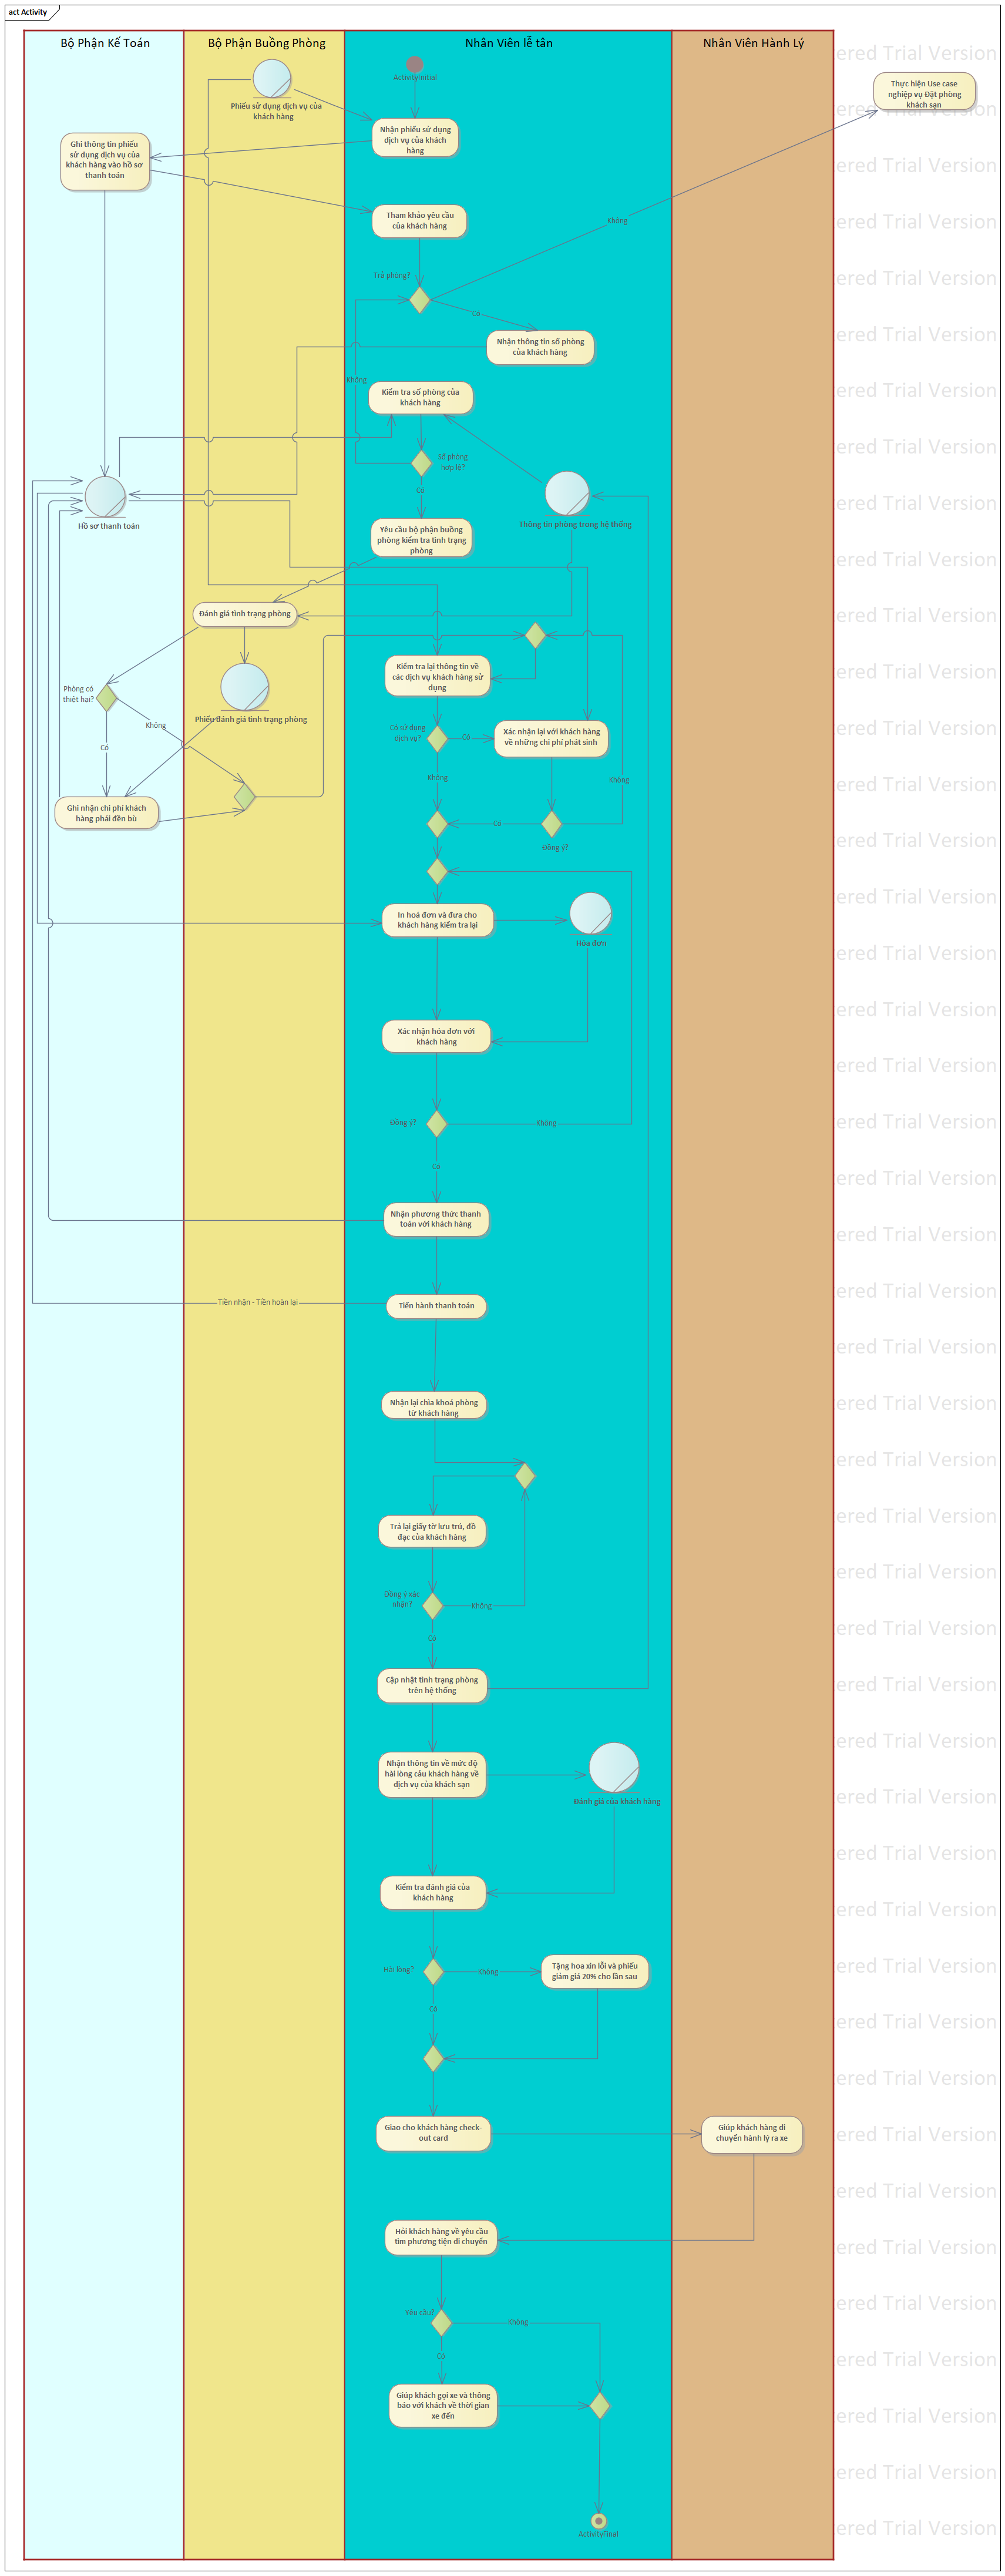 act Activity
Bộ Phận Kế Toán
Bộ Phận Buồng Phòng
Nhân Viên lễ tân
Nhân Viên Hành Lý
ActivityInitial
Phiếu sử dụng dịch vụ của
khách hàng
Thực hiện Use case
nghiệp vụ Đặt phòng
khách sạn
Nhận phiếu sử dụng
dịch vụ của khách
hàng
Ghi thông tin phiếu
sử dụng dịch vụ của
khách hàng vào hồ sơ
thanh toán
Tham khảo yêu cầu
của khách hàng
Không
Trả phòng?
Có
Nhận thông tin số phòng
của khách hàng
Không
Kiểm tra số phòng của
khách hàng
Số phòng
hợp lệ?
Có
Hồ sơ thanh toán
Thông tin phòng trong hệ thống
Yêu cầu bộ phận buồng
phòng kiểm tra tình trạng
phòng
Đánh giá tình trạng phòng
Kiểm tra lại thông tin về
các dịch vụ khách hàng sử
dụng
Phòng có
thiệt hại?
Không
Phiếu đánh giá tình trạng phòng
Có
Có sử dụng
dịch vụ?
Có
Xác nhận lại với khách hàng
về những chi phí phát sinh
Không
Không
Ghi nhận chi phí khách
hàng phải đền bù
Có
Đồng ý?
In hoá đơn và đưa cho
khách hàng kiểm tra lại
Hóa đơn
Xác nhận hóa đơn với
khách hàng
Đồng ý?
Không
Có
Nhận phương thức thanh
toán với khách hàng
Tiền nhận - Tiền hoàn lại
Tiến hành thanh toán
Nhận lại chìa khoá phòng
từ khách hàng
Trả lại giấy tờ lưu trú, đồ
đạc của khách hàng
Đồng ý xác
nhận?
Không
Có
Cập nhật tình trạng phòng
trên hệ thống
Nhận thông tin về mức độ
hài lòng cảu khách hàng về
dịch vụ của khách sạn
Đánh giá của khách hàng
Kiểm tra đánh giá của
khách hàng
Hài lòng?
Không
Tặng hoa xin lỗi và phiếu
giảm giá 20% cho lần sau
Có
Giao cho khách hàng check-
out card
Giúp khách hàng di
chuyển hành lý ra xe
Hỏi khách hàng về yêu cầu
tìm phương tiện di chuyển
Yêu cầu?
Không
Có
Giúp khách gọi xe và thông
báo với khách về thời gian
xe đến
ActivityFinal